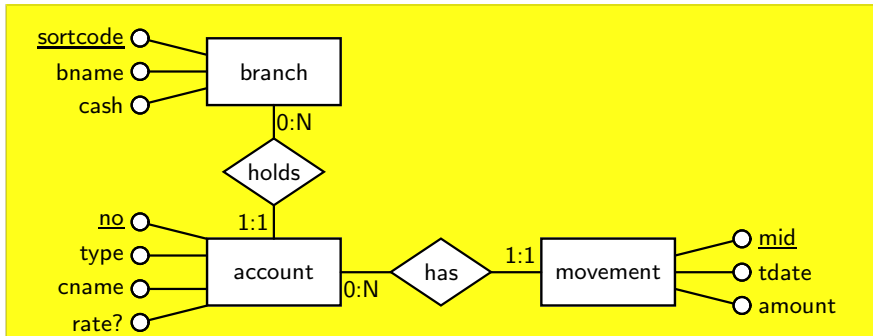 sortcode
bname
cash
branch
0:N
holds
1:1
no
type
cname
rate?
account
0:N
has
1:1
movement
mid
tdate
amount